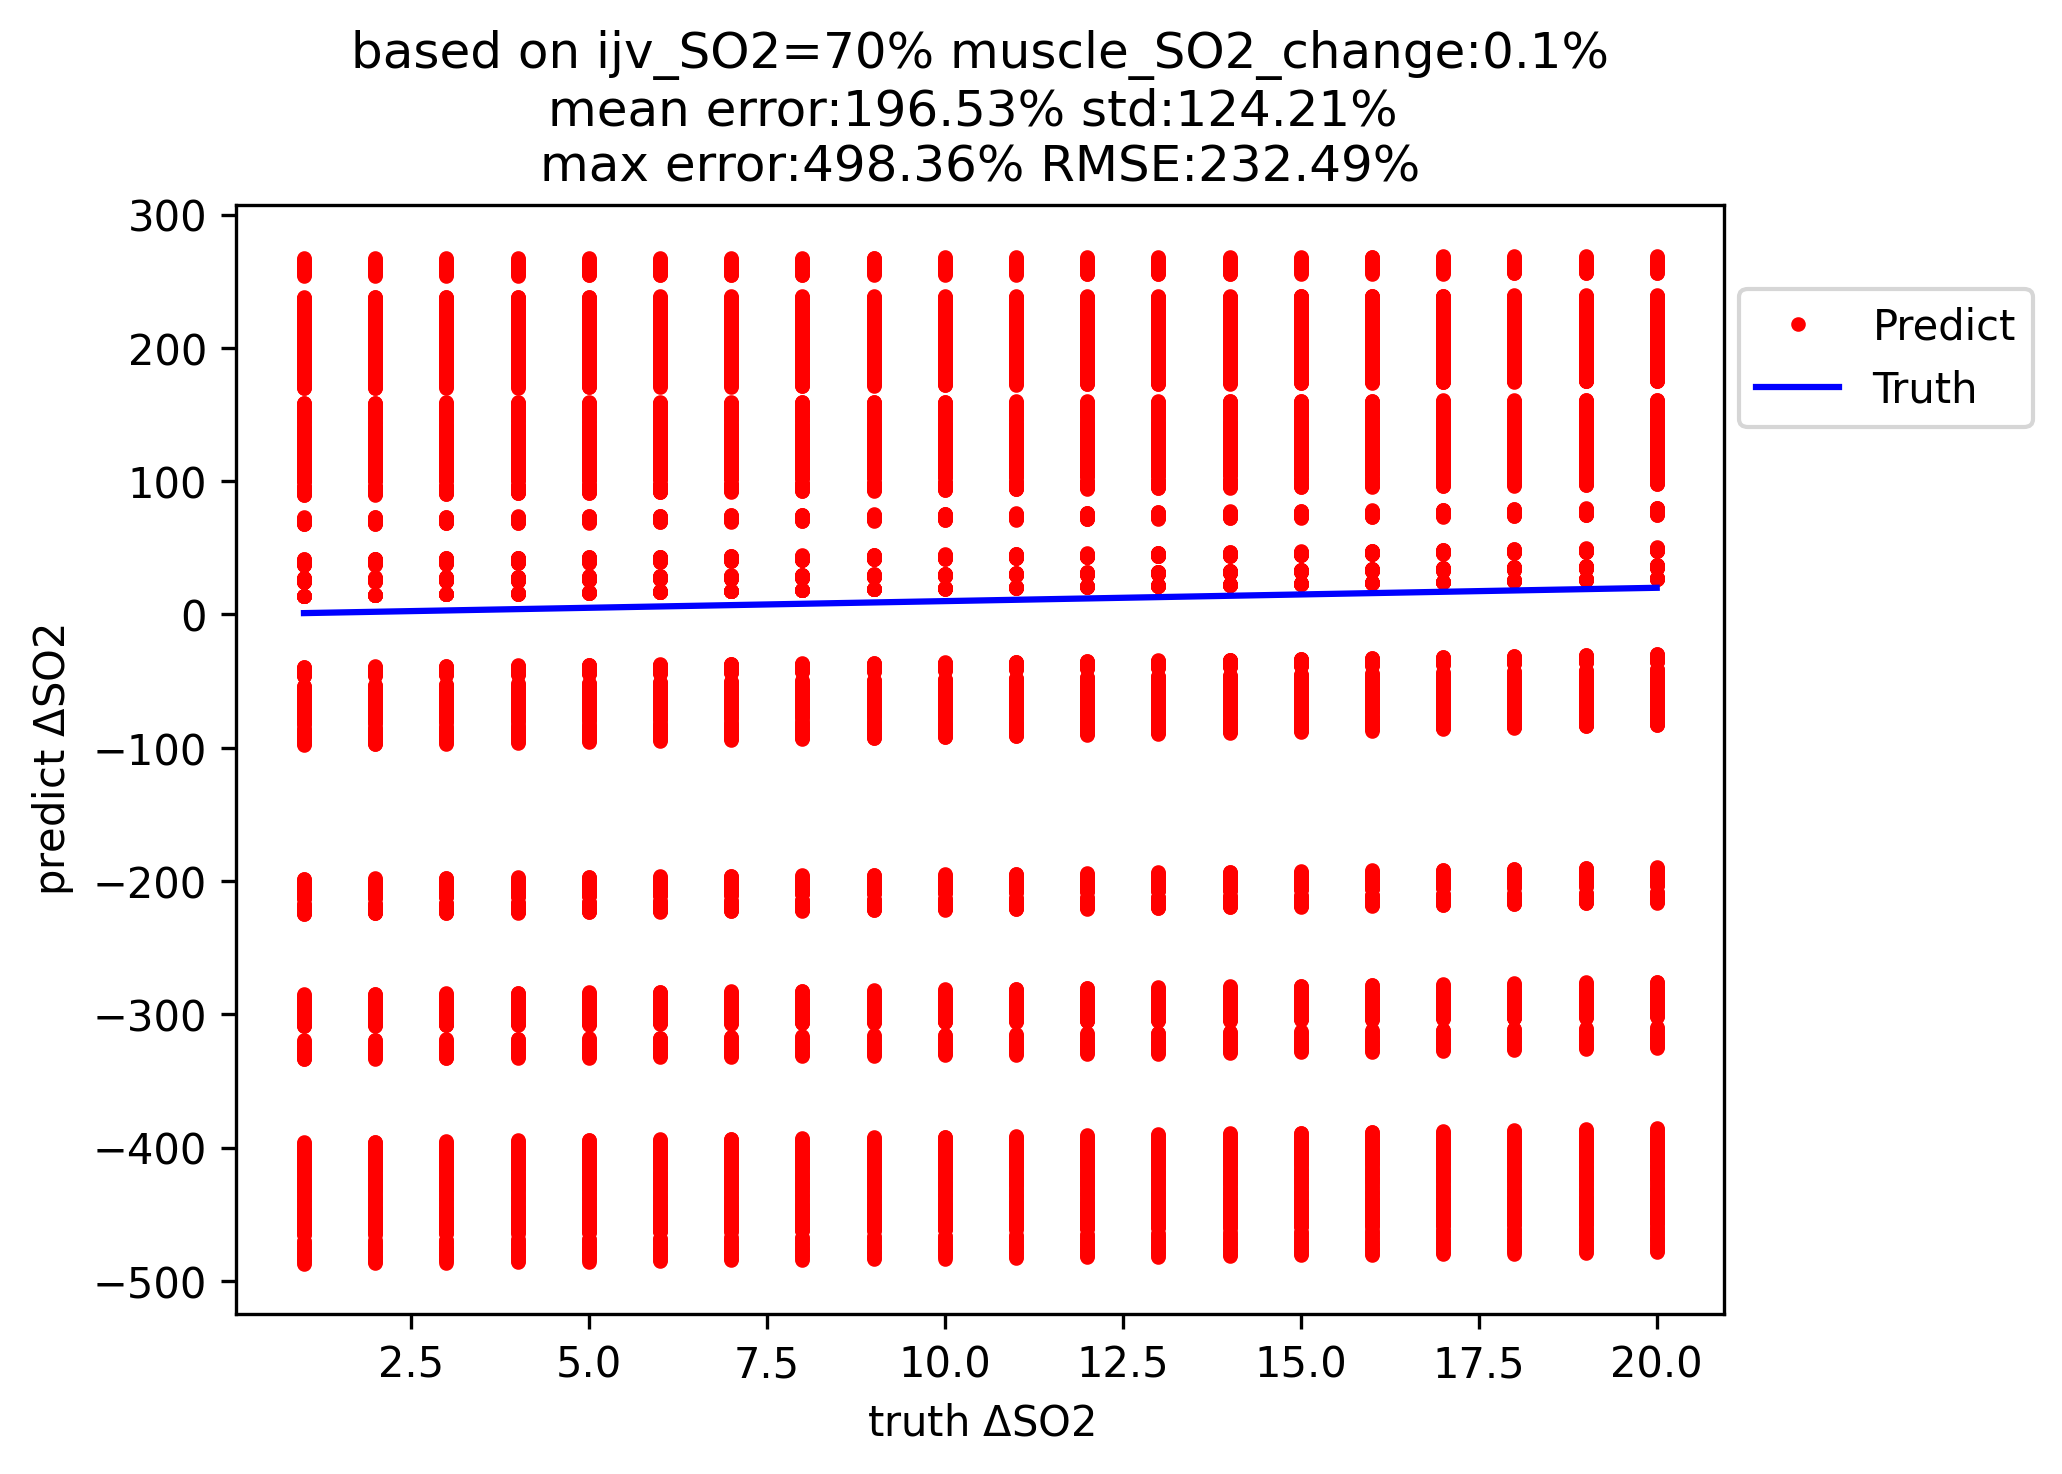 based on ijv_SO2=70% muscle_SO2_change:0.1%
mean error:196.53% std:124.21%
max error:498.36% RMSE:232.49%
300
200
100
0
−100
−200
−300
−400
−500
predict ΔSO2
2.5
5.0
7.5
10.0
12.5
15.0
17.5
20.0
truth ΔSO2
Predict
Truth